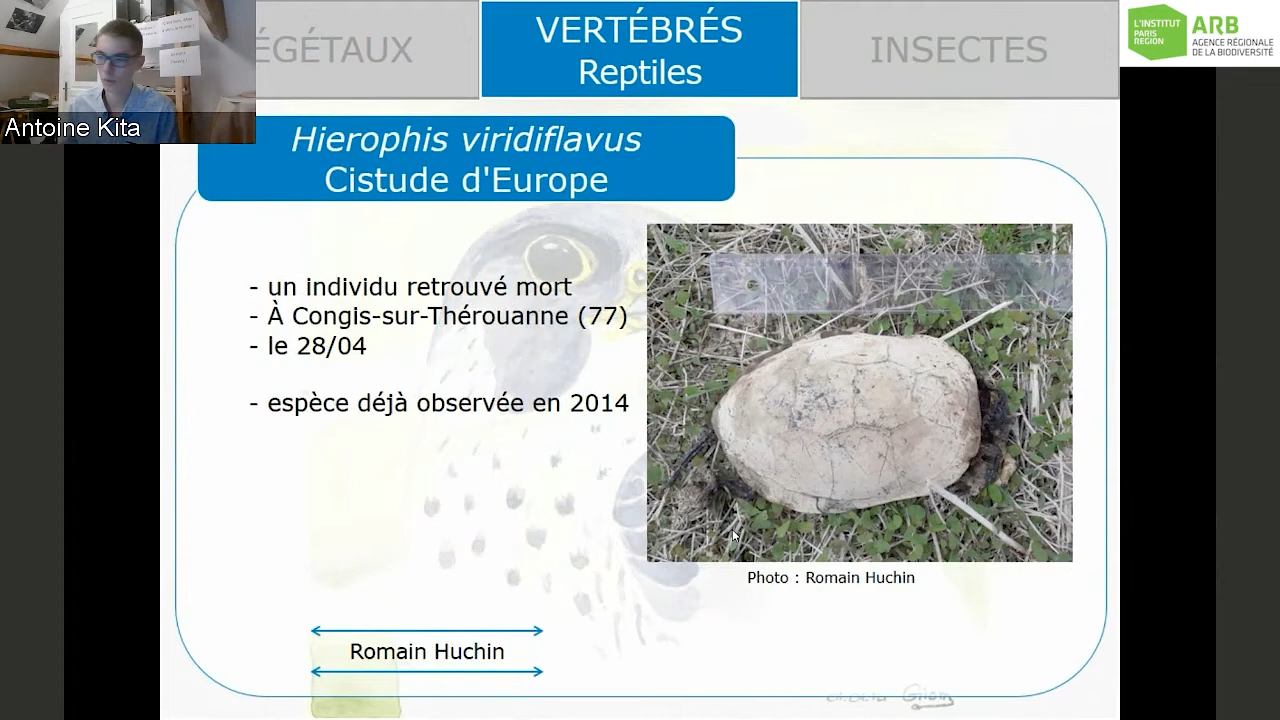 ÉGÉTAUX
VERTÉBRÉS
Reptiles
INSECTES
L'INSTITUT
PARIS
REGION
ARB
AGENCE RÉGIONALE
DE LA BIODIVERSITÉ
Antoine Kita
Hierophis viridiflavus
Cistude d'Europe
- un individu retrouvé mort
- À Congis-sur-Thérouanne (77)
- le 28/04
- espèce déjà observée en 2014
Photo : Romain Huchin
Romain Huchin